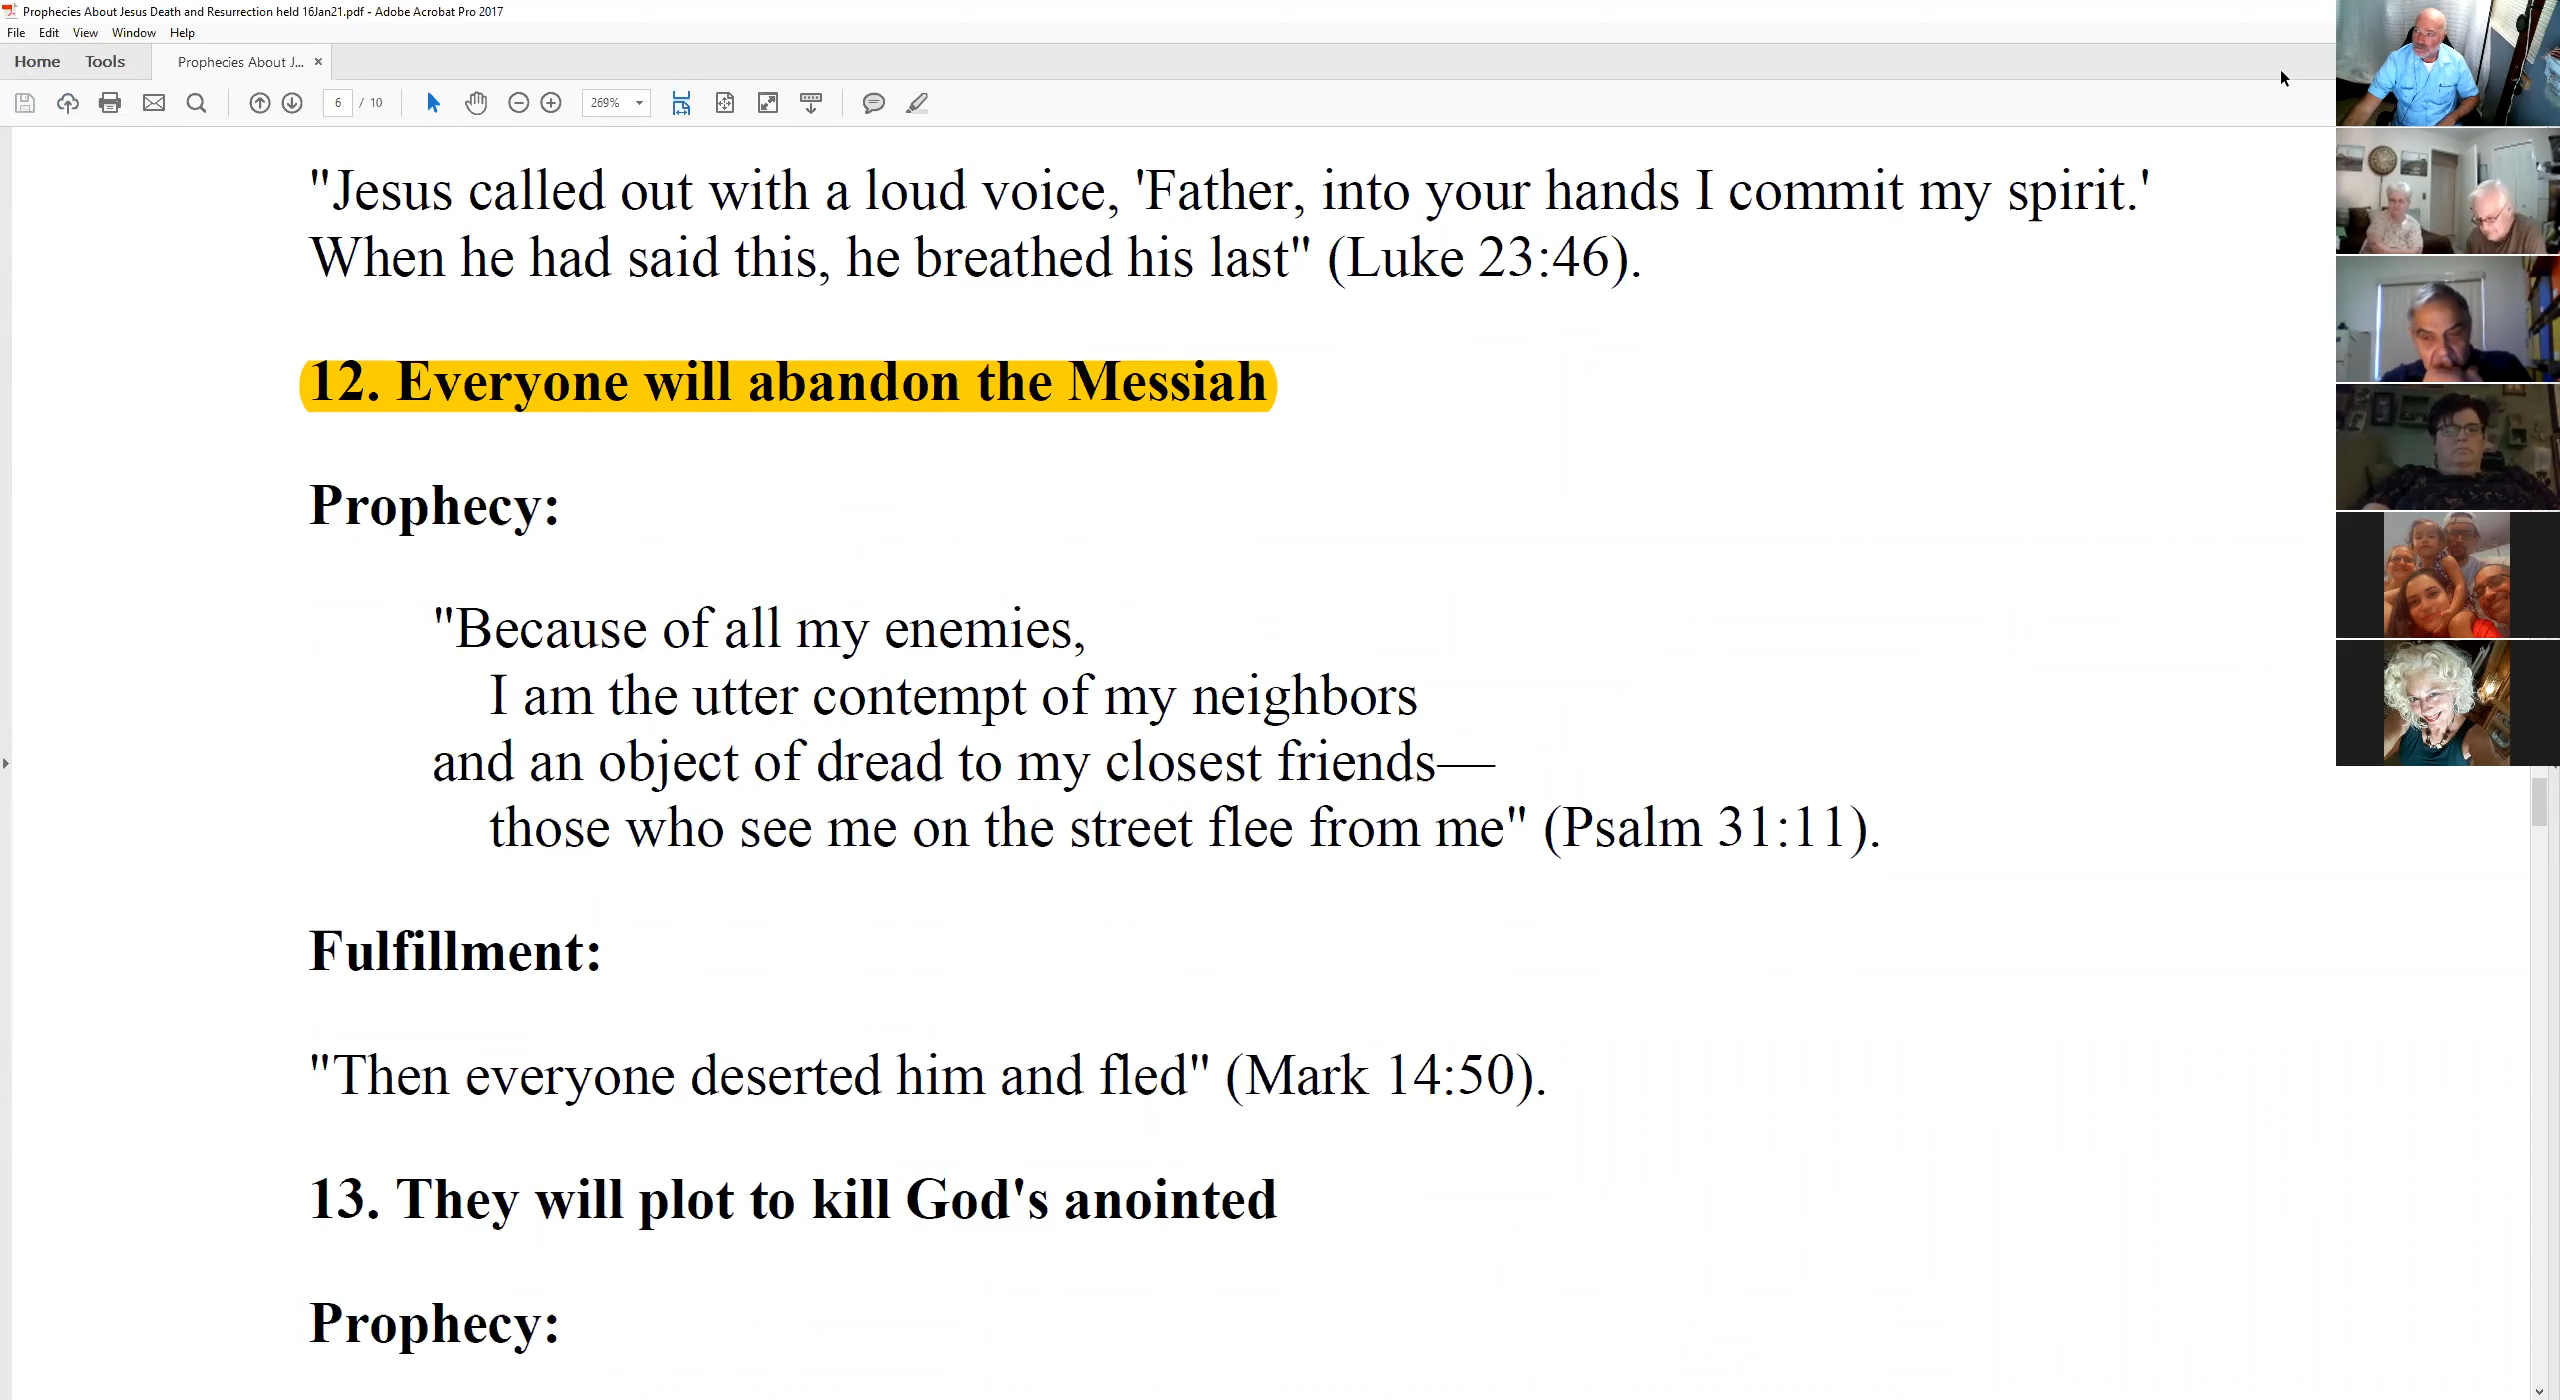 Prophecies About Jesus Death and Resurrection held 16Jan21.pdf - Adobe Acrobat Pro 2017
File Edit View Window Help
Home Tools Prophecies About J... ×
6 / 10 269%
"Jesus called out with a loud voice, 'Father, into your hands I commit my spirit.'
When he had said this, he breathed his last" (Luke 23:46).
12. Everyone will abandon the Messiah
Prophecy:
"Because of all my enemies,
I am the utter contempt of my neighbors
and an object of dread to my closest friends—
those who see me on the street flee from me" (Psalm 31:11).
Fulfillment:
"Then everyone deserted him and fled" (Mark 14:50).
13. They will plot to kill God's anointed
Prophecy: